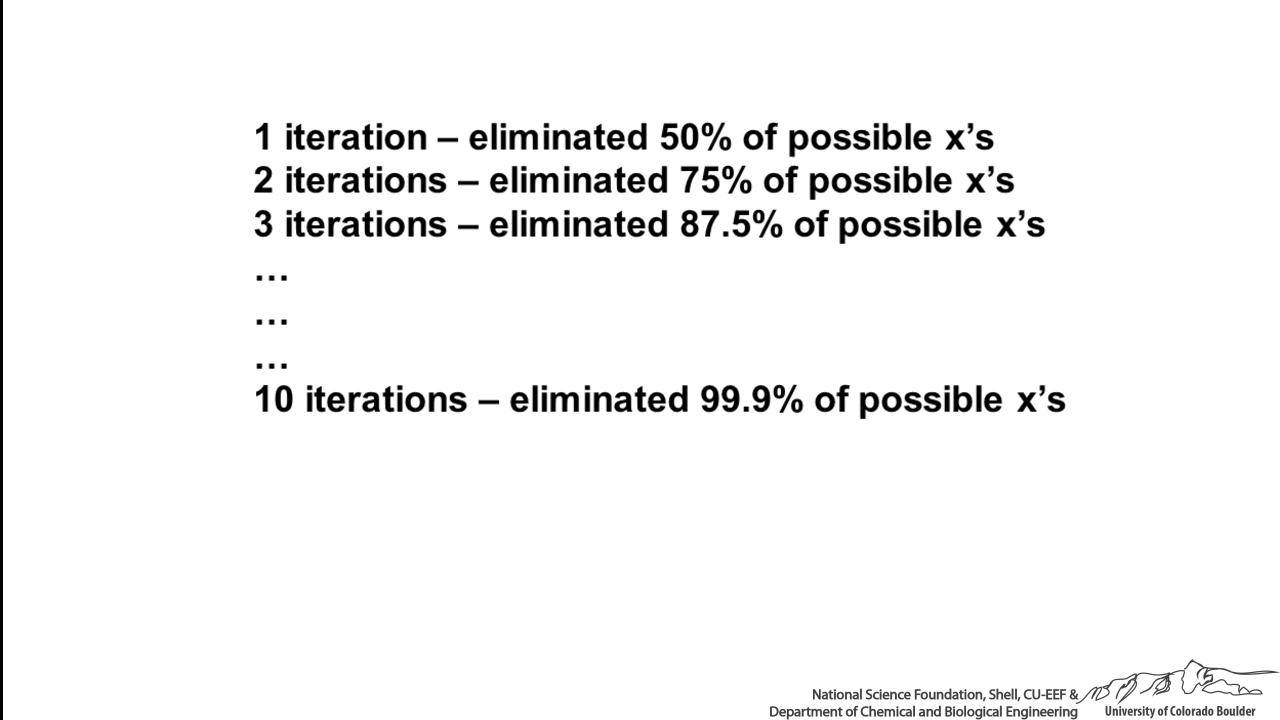 1 iteration – eliminated 50% of possible x’s
2 iterations – eliminated 75% of possible x’s
3 iterations – eliminated 87.5% of possible x’s
…
…
…
10 iterations – eliminated 99.9% of possible x’s
National Science Foundation, Shell, CU-EEF &
Department of Chemical and Biological Engineering
University of Colorado Boulder